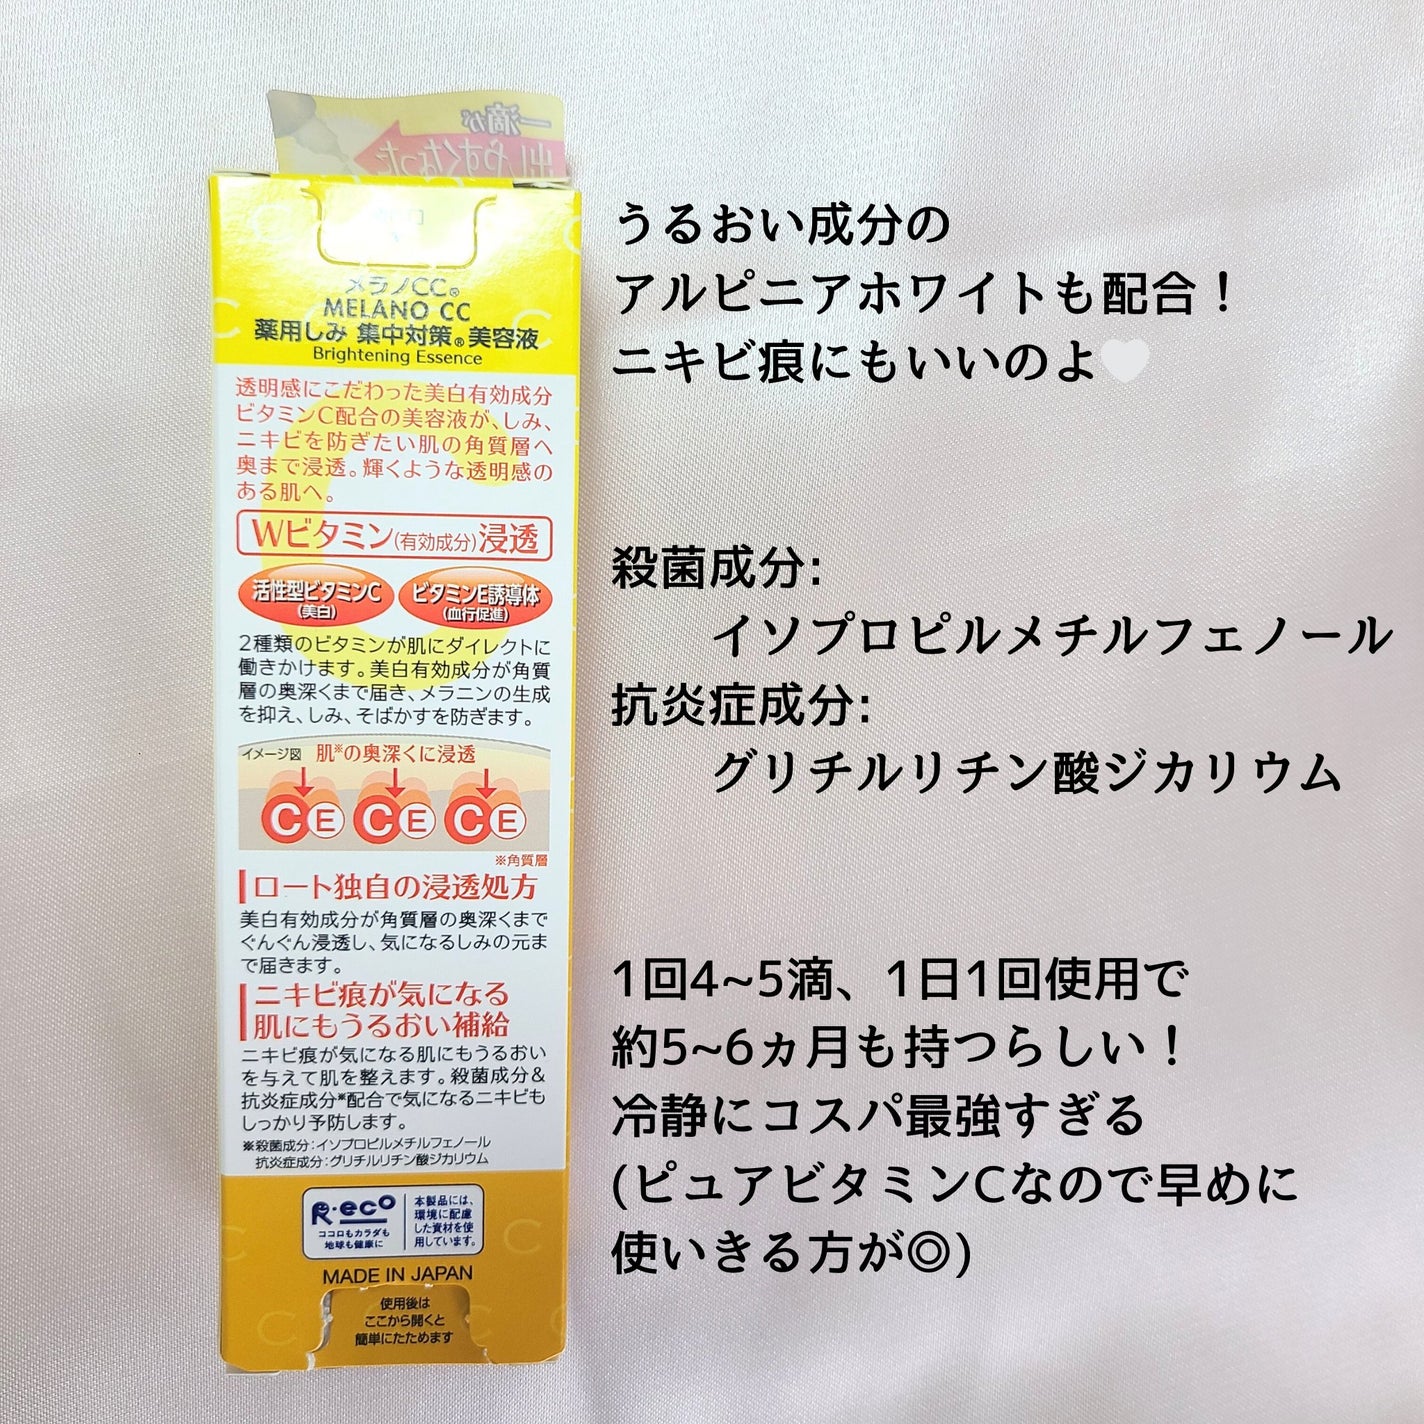 一滴が
出しやすくなった
メラノCC®
MELANO CC
薬用しみ 集中対策®美容液
Brightening Essence
透明感にこだわった美白有効成分
ビタミンC配合の美容液が、しみ、
ニキビを防ぎたい肌の角質層へ
奥まで浸透。輝くような透明感の
ある肌へ。
Wビタミン(有効成分)浸透
活性型ビタミンC
(美白)
ビタミンE誘導体
(血行促進)
2種類のビタミンが肌にダイレクトに
働きかけます。美白有効成分が角質
層の奥深くまで届き、メラニンの生成
を抑え、しみ、そばかすを防ぎます。
イメージ図 肌※の奥深くに浸透
C E C E C E
※角質層
ロート独自の浸透処方
美白有効成分が角質層の奥深くまで
ぐんぐん浸透し、気になるしみの元ま
で届きます。
ニキビ痕が気になる
肌にもうるおい補給
ニキビ痕が気になる肌にもうるおい
を与えて肌を整えます。殺菌成分&
抗炎症成分※配合で気になるニキビも
しっかり予防します。
※殺菌成分:イソプロピルメチルフェノール
抗炎症成分:グリチルリチン酸ジカリウム
R・eco
ココロもカラダも
地球も健康に
本製品には、
環境に配慮
した資材を使
用しています。
MADE IN JAPAN
使用後は
ここから開くと
簡単にたためます
うるおい成分の
アルピニアホワイトも配合！
ニキビ痕にもいいのよ🤍
殺菌成分:
イソプロピルメチルフェノール
抗炎症成分:
グリチルリチン酸ジカリウム
1回4~5滴、1日1回使用で
約5~6ヵ月も持つらしい！
冷静にコスパ最強すぎる
(ピュアビタミンCなので早めに
使いきる方が◎)